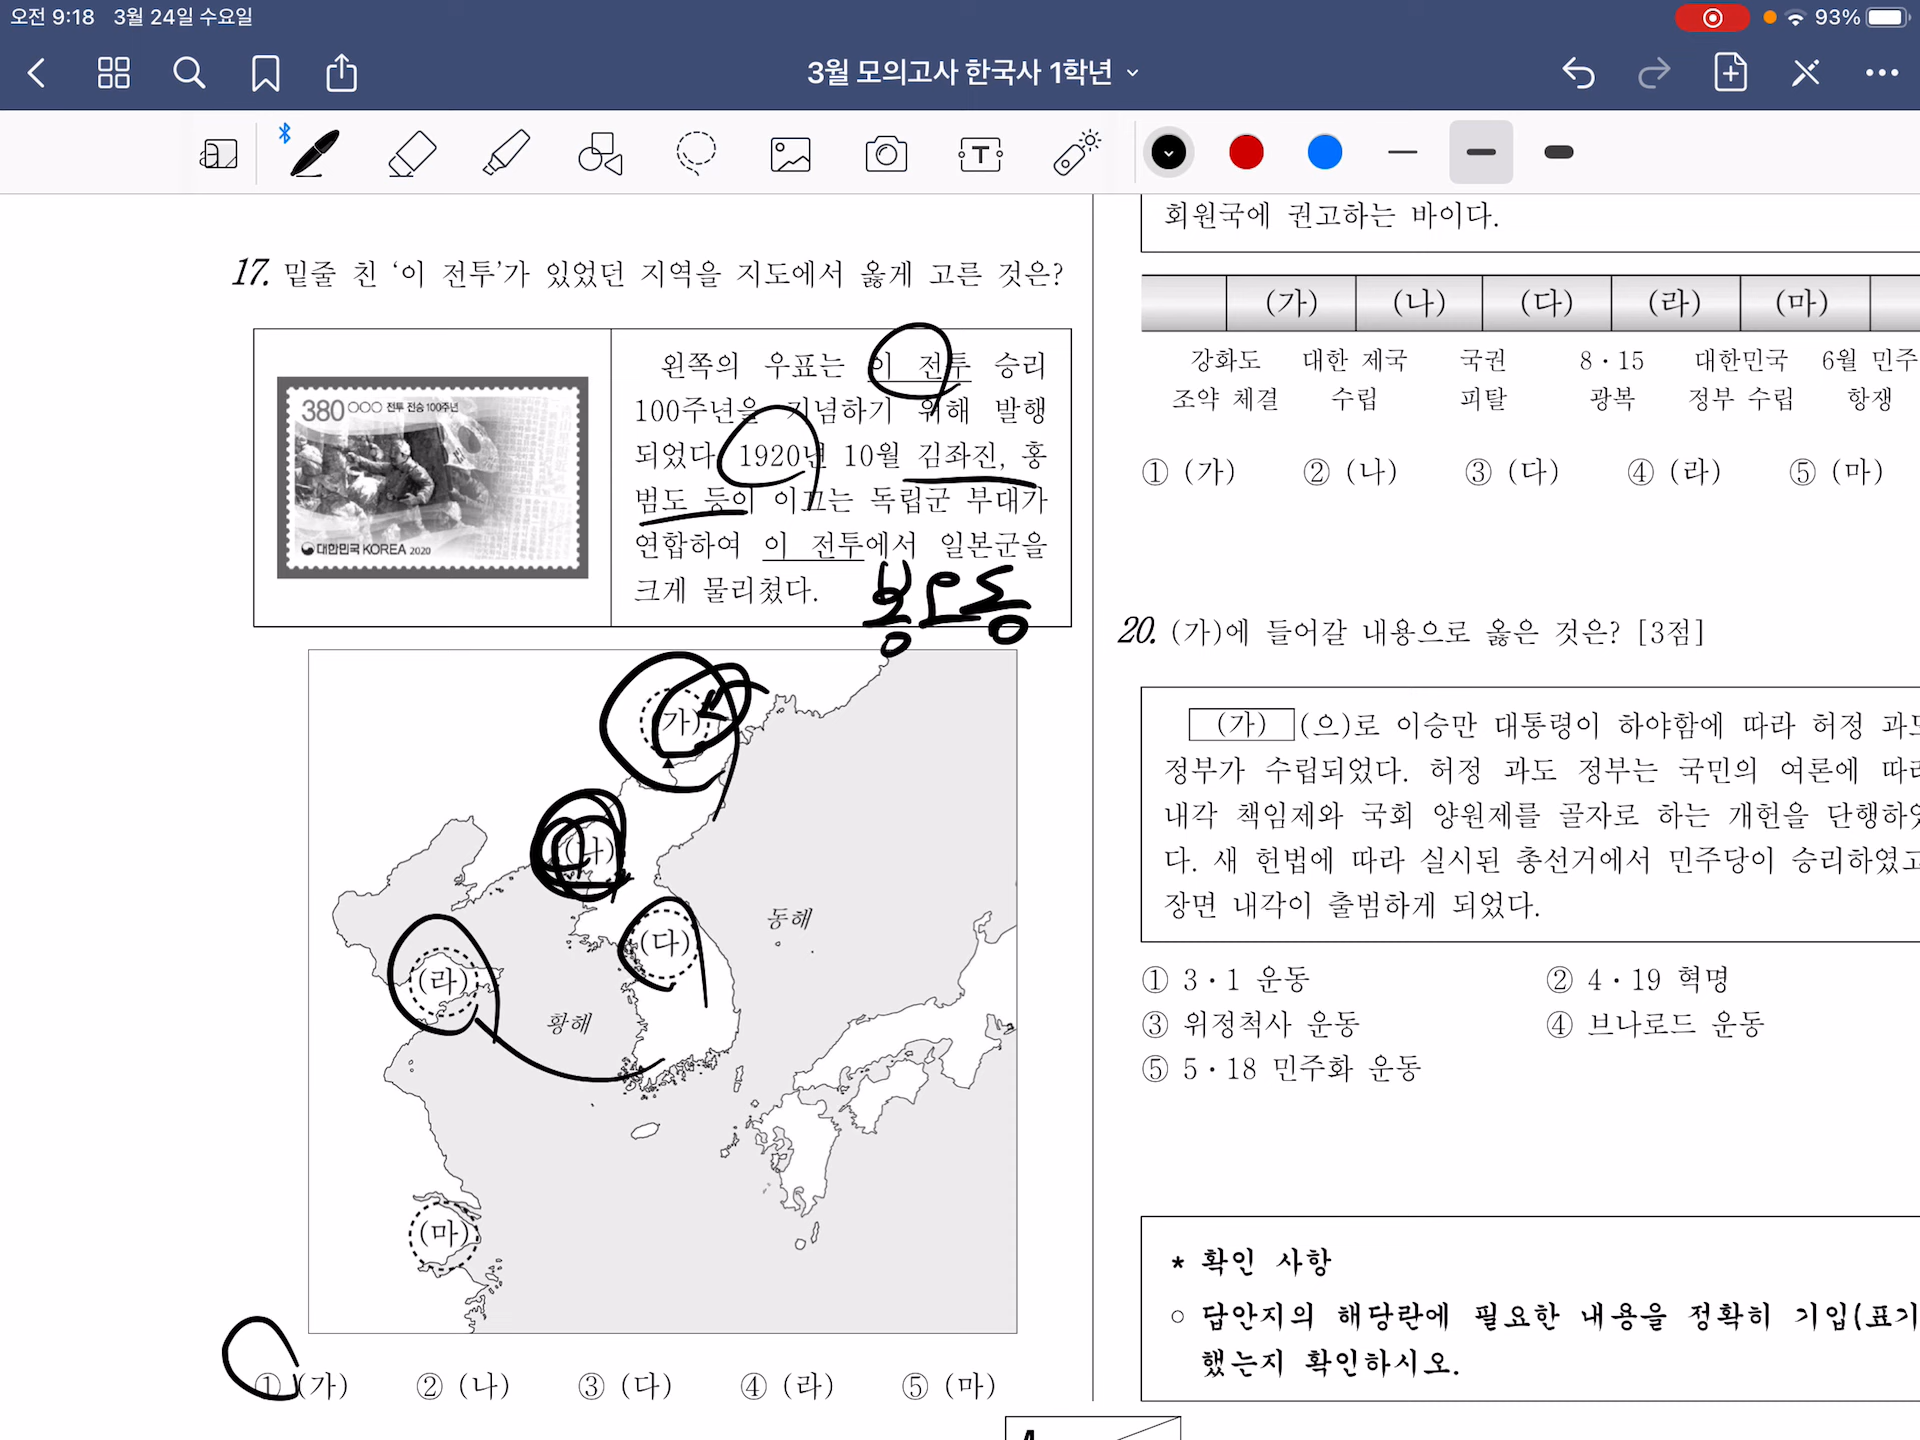 오전 9:18 3월 24일 수요일
93%
3월 모의고사 한국사 1학년
17. 밑줄 친 ‘이 전투’가 있었던 지역을 지도에서 옳게 고른 것은?
380 ○○○ 전투 전승 100주년
대한민국 KOREA 2020
왼쪽의 우표는 이 전투 승리
100주년을 기념하기 위해 발행
되었다. 1920년 10월 김좌진, 홍
범도 등이 이끄는 독립군 부대가
연합하여 이 전투에서 일본군을
크게 물리쳤다.
봉오동
(가)
(나)
(다)
동해
(라)
황해
(마)
① (가) ② (나) ③ (다) ④ (라) ⑤ (마)
회원국에 권고하는 바이다.
(가) (나) (다) (라) (마)
강화도 대한 제국 국권 8·15 대한민국 6월 민주
조약 체결 수립 피탈 광복 정부 수립 항쟁
① (가) ② (나) ③ (다) ④ (라) ⑤ (마)
20. (가)에 들어갈 내용으로 옳은 것은? [3점]
(가) (으)로 이승만 대통령이 하야함에 따라 허정 과도
정부가 수립되었다. 허정 과도 정부는 국민의 여론에 따라
내각 책임제와 국회 양원제를 골자로 하는 개헌을 단행하였
다. 새 헌법에 따라 실시된 총선거에서 민주당이 승리하였고
장면 내각이 출범하게 되었다.
① 3·1 운동 ② 4·19 혁명
③ 위정척사 운동 ④ 브나로드 운동
⑤ 5·18 민주화 운동
* 확인 사항
○ 답안지의 해당란에 필요한 내용을 정확히 기입(표기
했는지 확인하시오.